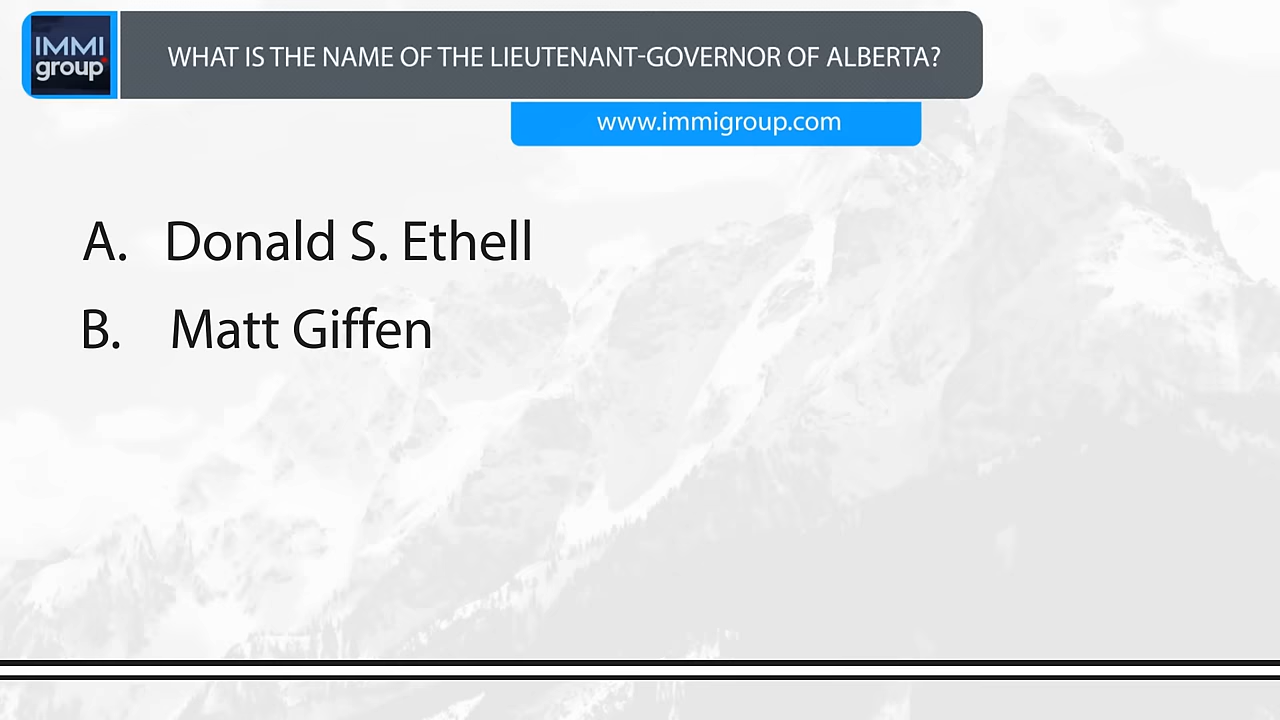 IMMI
group
WHAT IS THE NAME OF THE LIEUTENANT-GOVERNOR OF ALBERTA?
www.immigroup.com
A. Donald S. Ethell
B. Matt Giffen